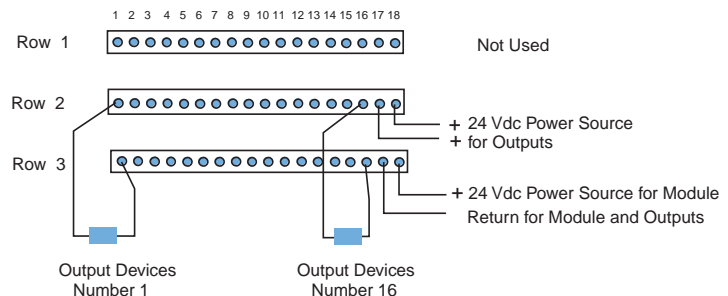 1 2 3 4 5 6 7 8 9 10 11 12 13 14 15 16 17 18
Row 1
Not Used
Row 2
+ 24 Vdc Power Source
+ for Outputs
Row 3
+ 24 Vdc Power Source for Module
Return for Module and Outputs
Output Devices
Number 1
Output Devices
Number 16